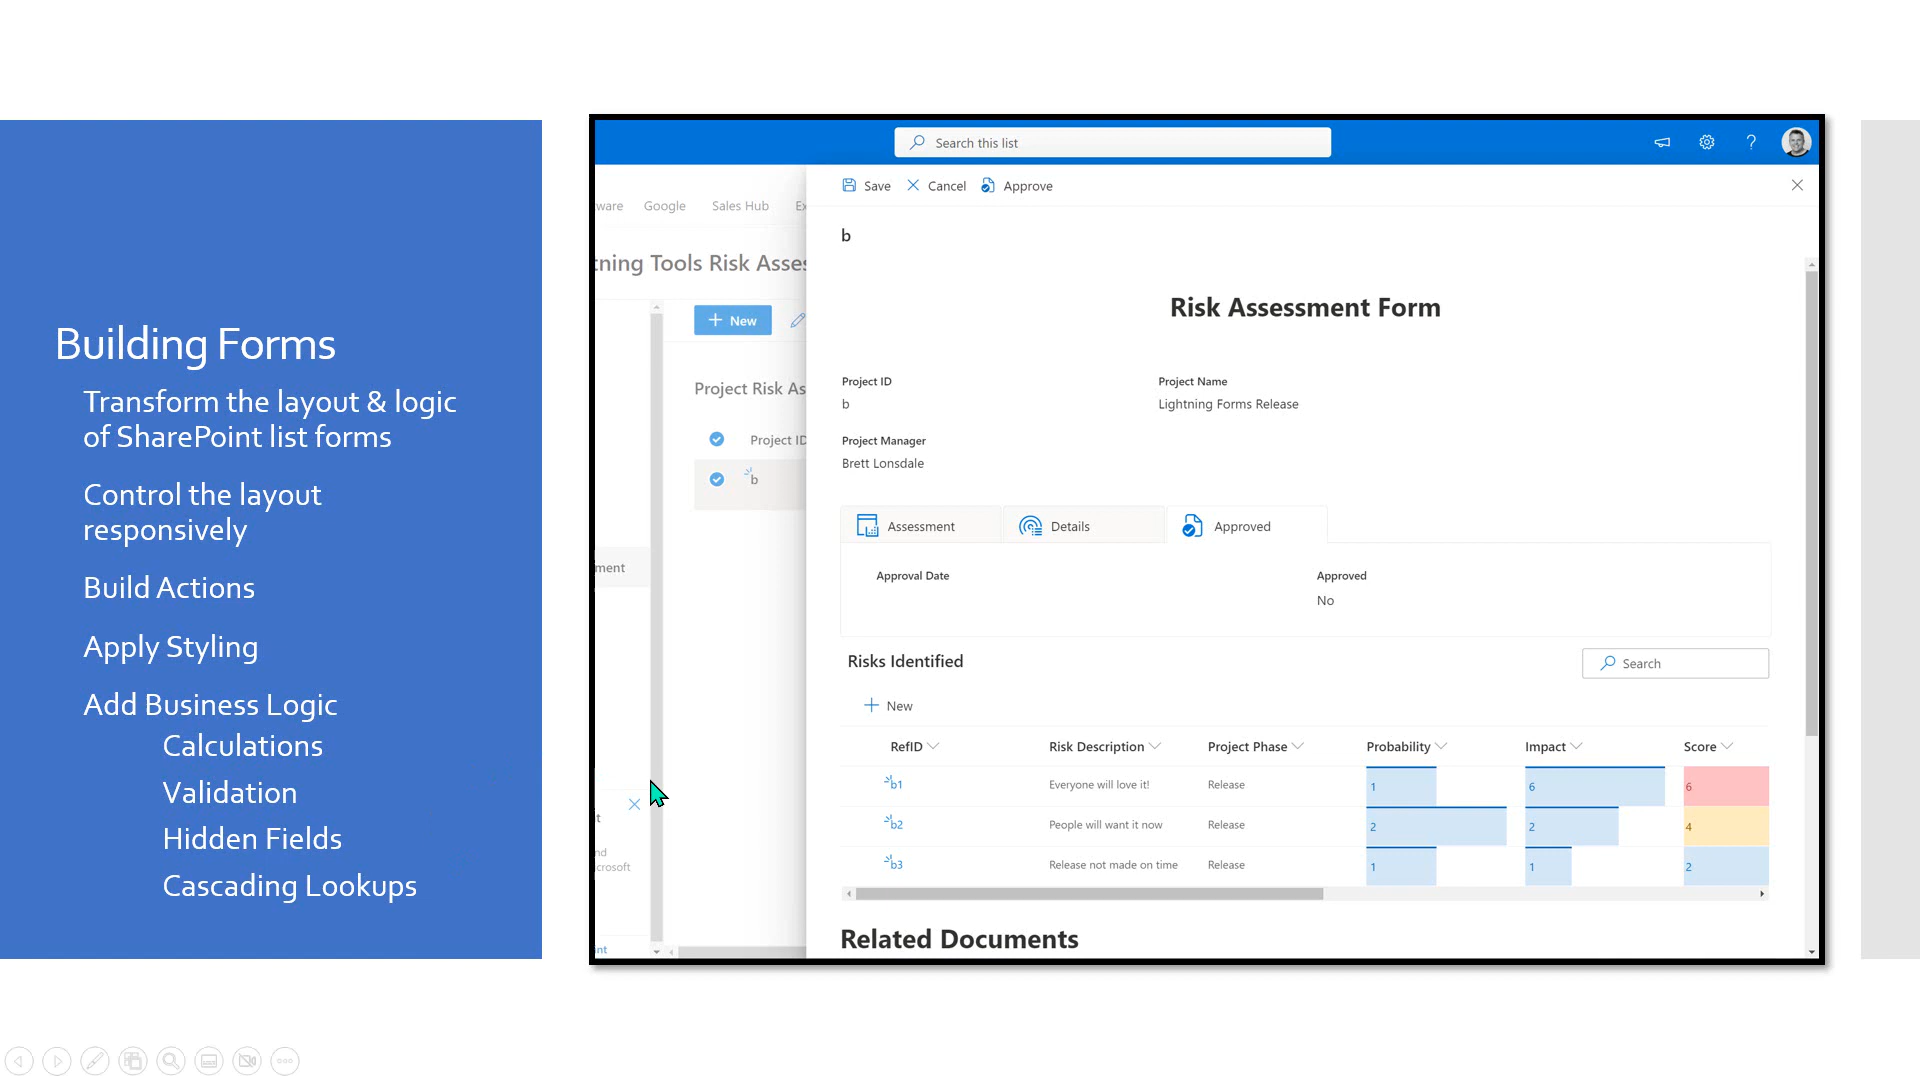 Building Forms
Transform the layout & logic
of SharePoint list forms
Control the layout
responsively
Build Actions
Apply Styling
Add Business Logic
Calculations
Validation
Hidden Fields
Cascading Lookups
Search this list
ware Google Sales Hub Ex
tning Tools Risk Asses
New
Project Risk As
Project ID
b
ment
t
nd
icrosoft
nt
Save Cancel Approve
b
Risk Assessment Form
Project ID Project Name
b Lightning Forms Release
Project Manager
Brett Lonsdale
Assessment Details Approved
Approval Date Approved
No
Risks Identified Search
New
RefID Risk Description Project Phase Probability Impact Score
b1 Everyone will love it! Release 1 6 6
b2 People will want it now Release 2 2 4
b3 Release not made on time Release 1 1 2
Related Documents